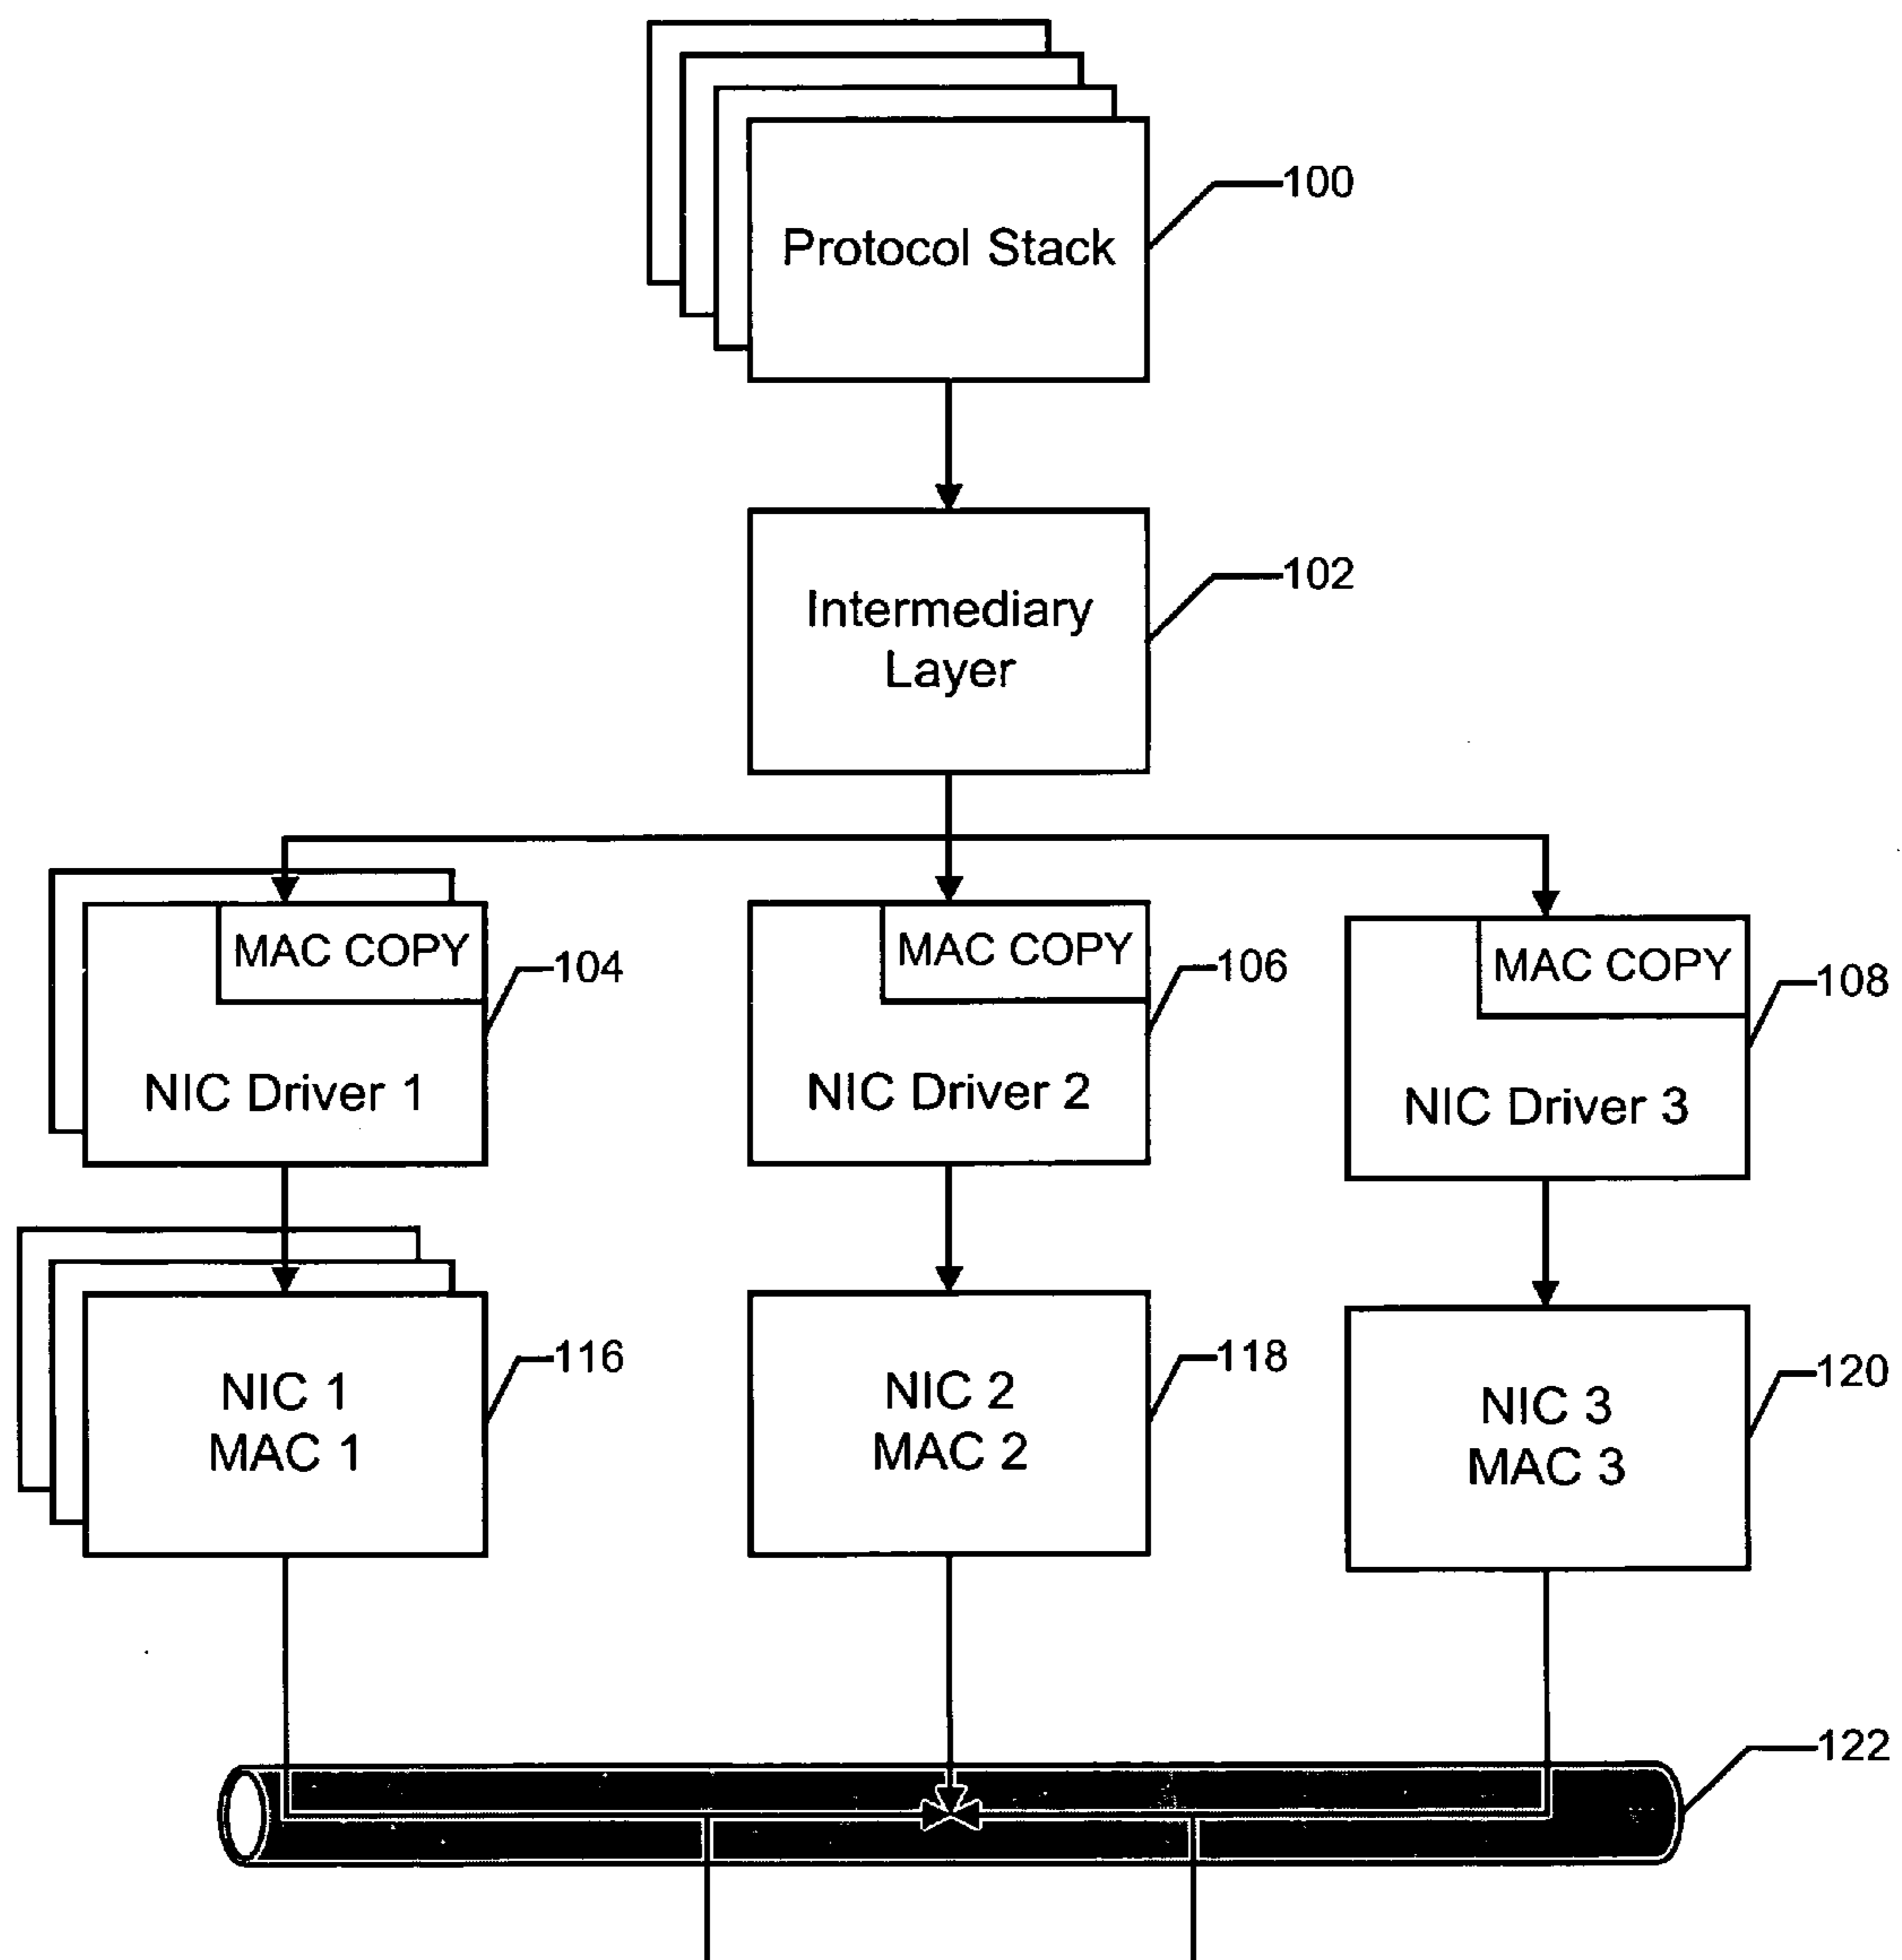 Protocol Stack
100
Intermediary
Layer
102
MAC COPY
NIC Driver 1
104
MAC COPY
NIC Driver 2
106
MAC COPY
NIC Driver 3
108
NIC 1
MAC 1
116
NIC 2
MAC 2
118
NIC 3
MAC 3
120
122